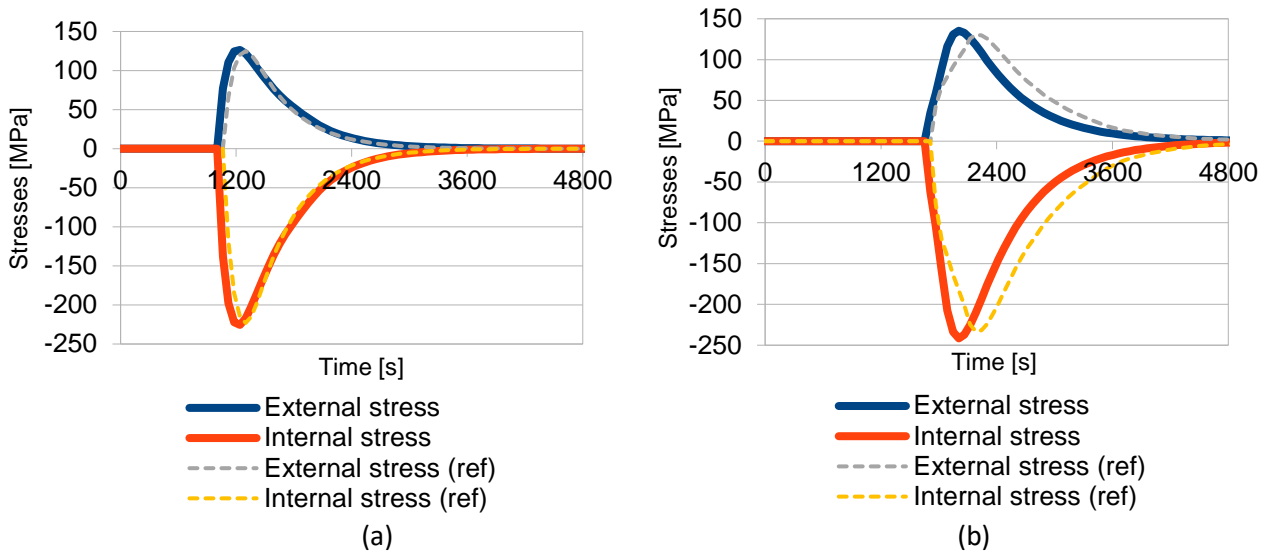 150
100
50
0
-50
-100
-150
-200
-250
0 1200 2400 3600 4800
Stresses [MPa]
Time [s]
External stress
Internal stress
External stress (ref)
Internal stress (ref)
(a)
150
100
50
0
-50
-100
-150
-200
-250
0 1200 2400 3600 4800
Stresses [MPa]
Time [s]
External stress
Internal stress
External stress (ref)
Internal stress (ref)
(b)